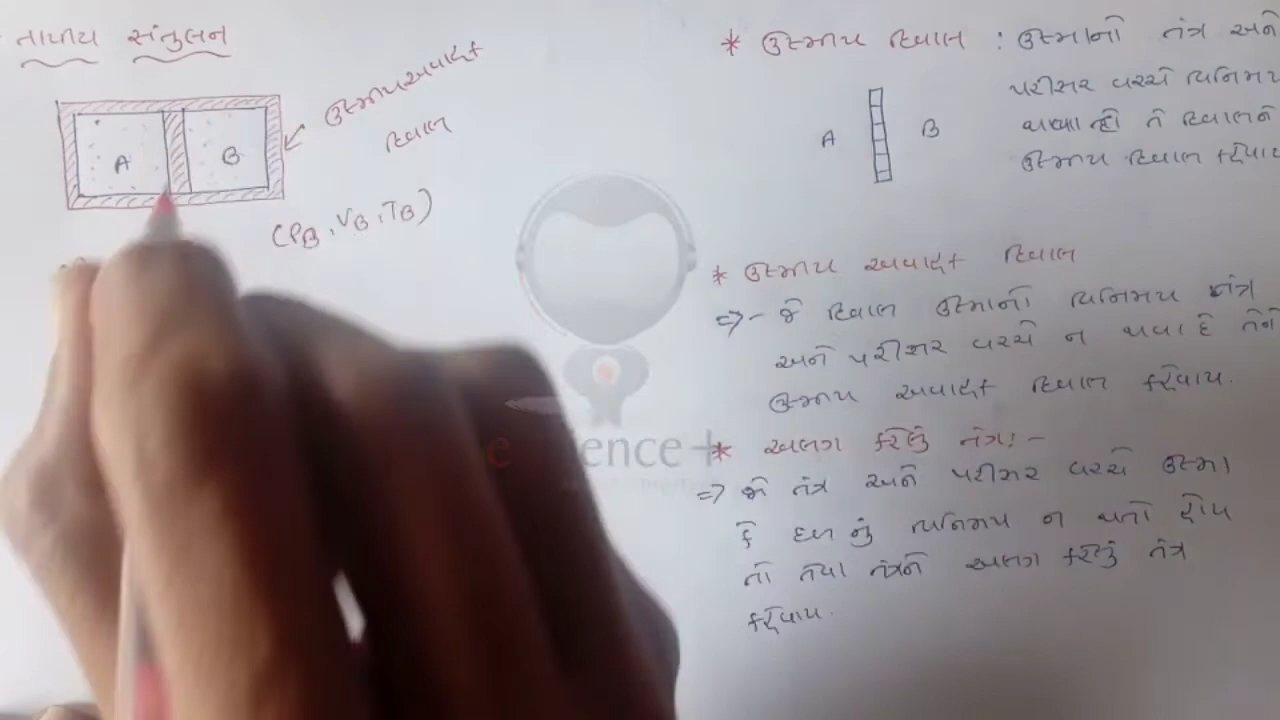 તાપીય સંતુલન
ઉષ્મીય અવાહક
દિવાલ
A
B
(PB, VB, TB)
* ઉષ્મીય દિવાલ : ઉષ્માનો તંત્ર અને
પરીસર વચ્ચે વિનિમય
થવા દે તે દિવાલને
ઉષ્મીય દિવાલ કહેવાય
A
B
* ઉષ્મીય અવાહક દિવાલ
=> - જે દિવાલ ઉષ્માનો વિનિમય તંત્ર
અને પરીસર વચ્ચે ન થવા દે તેને
ઉષ્મીય અવાહક દિવાલ કહેવાય.
* અલગ કરેલું તંત્ર: -
=> જો તંત્ર અને પરીસર વચ્ચે ઉષ્મા
કે દળ નું વિનિમય ન થતો હોય
તો તેવા તંત્રને અલગ કરેલું તંત્ર
કહેવાય.